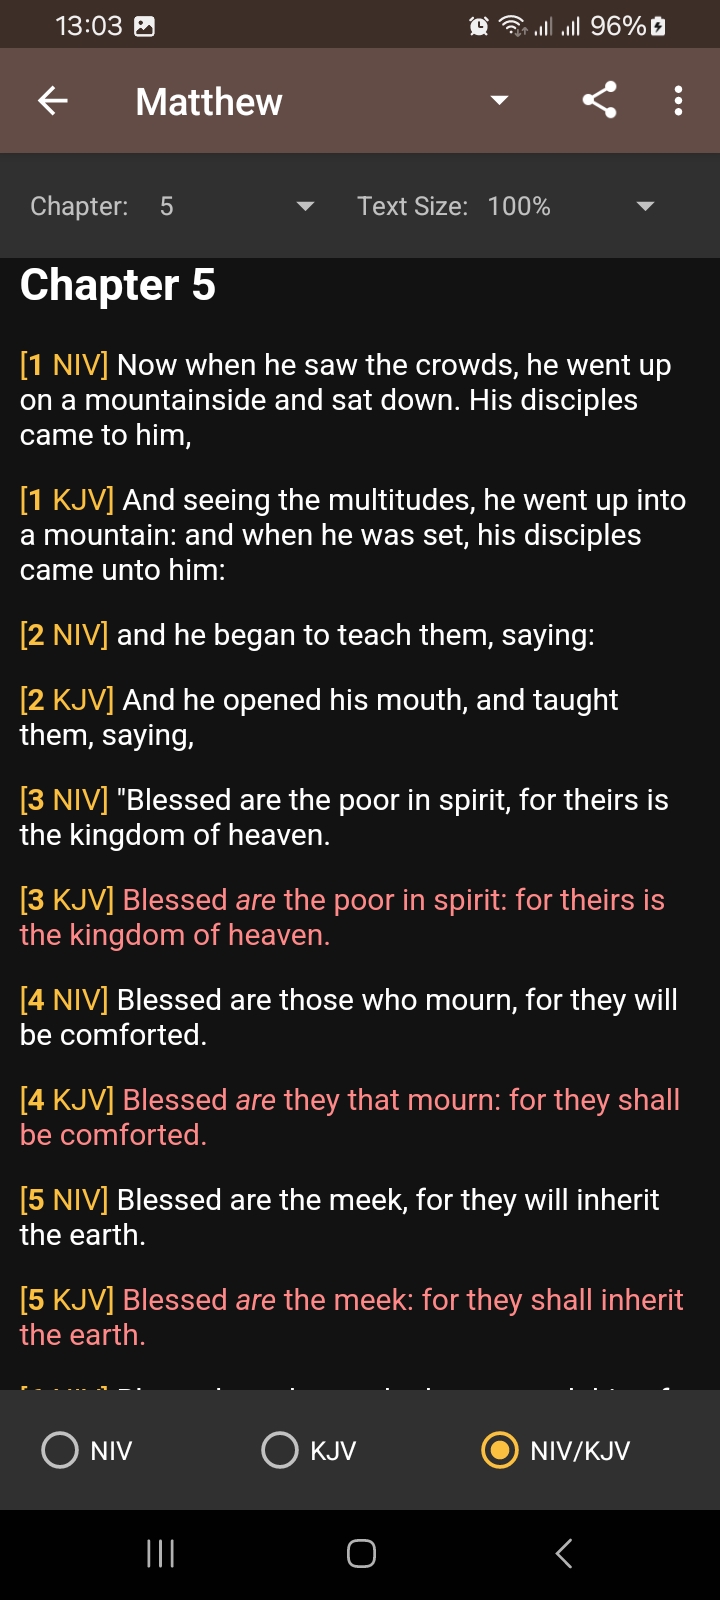 13:03 96%
Matthew
Chapter: 5 Text Size: 100%
Chapter 5
[1 NIV] Now when he saw the crowds, he went up
on a mountainside and sat down. His disciples
came to him,
[1 KJV] And seeing the multitudes, he went up into
a mountain: and when he was set, his disciples
came unto him:
[2 NIV] and he began to teach them, saying:
[2 KJV] And he opened his mouth, and taught
them, saying,
[3 NIV] "Blessed are the poor in spirit, for theirs is
the kingdom of heaven.
[3 KJV] Blessed are the poor in spirit: for theirs is
the kingdom of heaven.
[4 NIV] Blessed are those who mourn, for they will
be comforted.
[4 KJV] Blessed are they that mourn: for they shall
be comforted.
[5 NIV] Blessed are the meek, for they will inherit
the earth.
[5 KJV] Blessed are the meek: for they shall inherit
the earth.
NIV KJV NIV/KJV